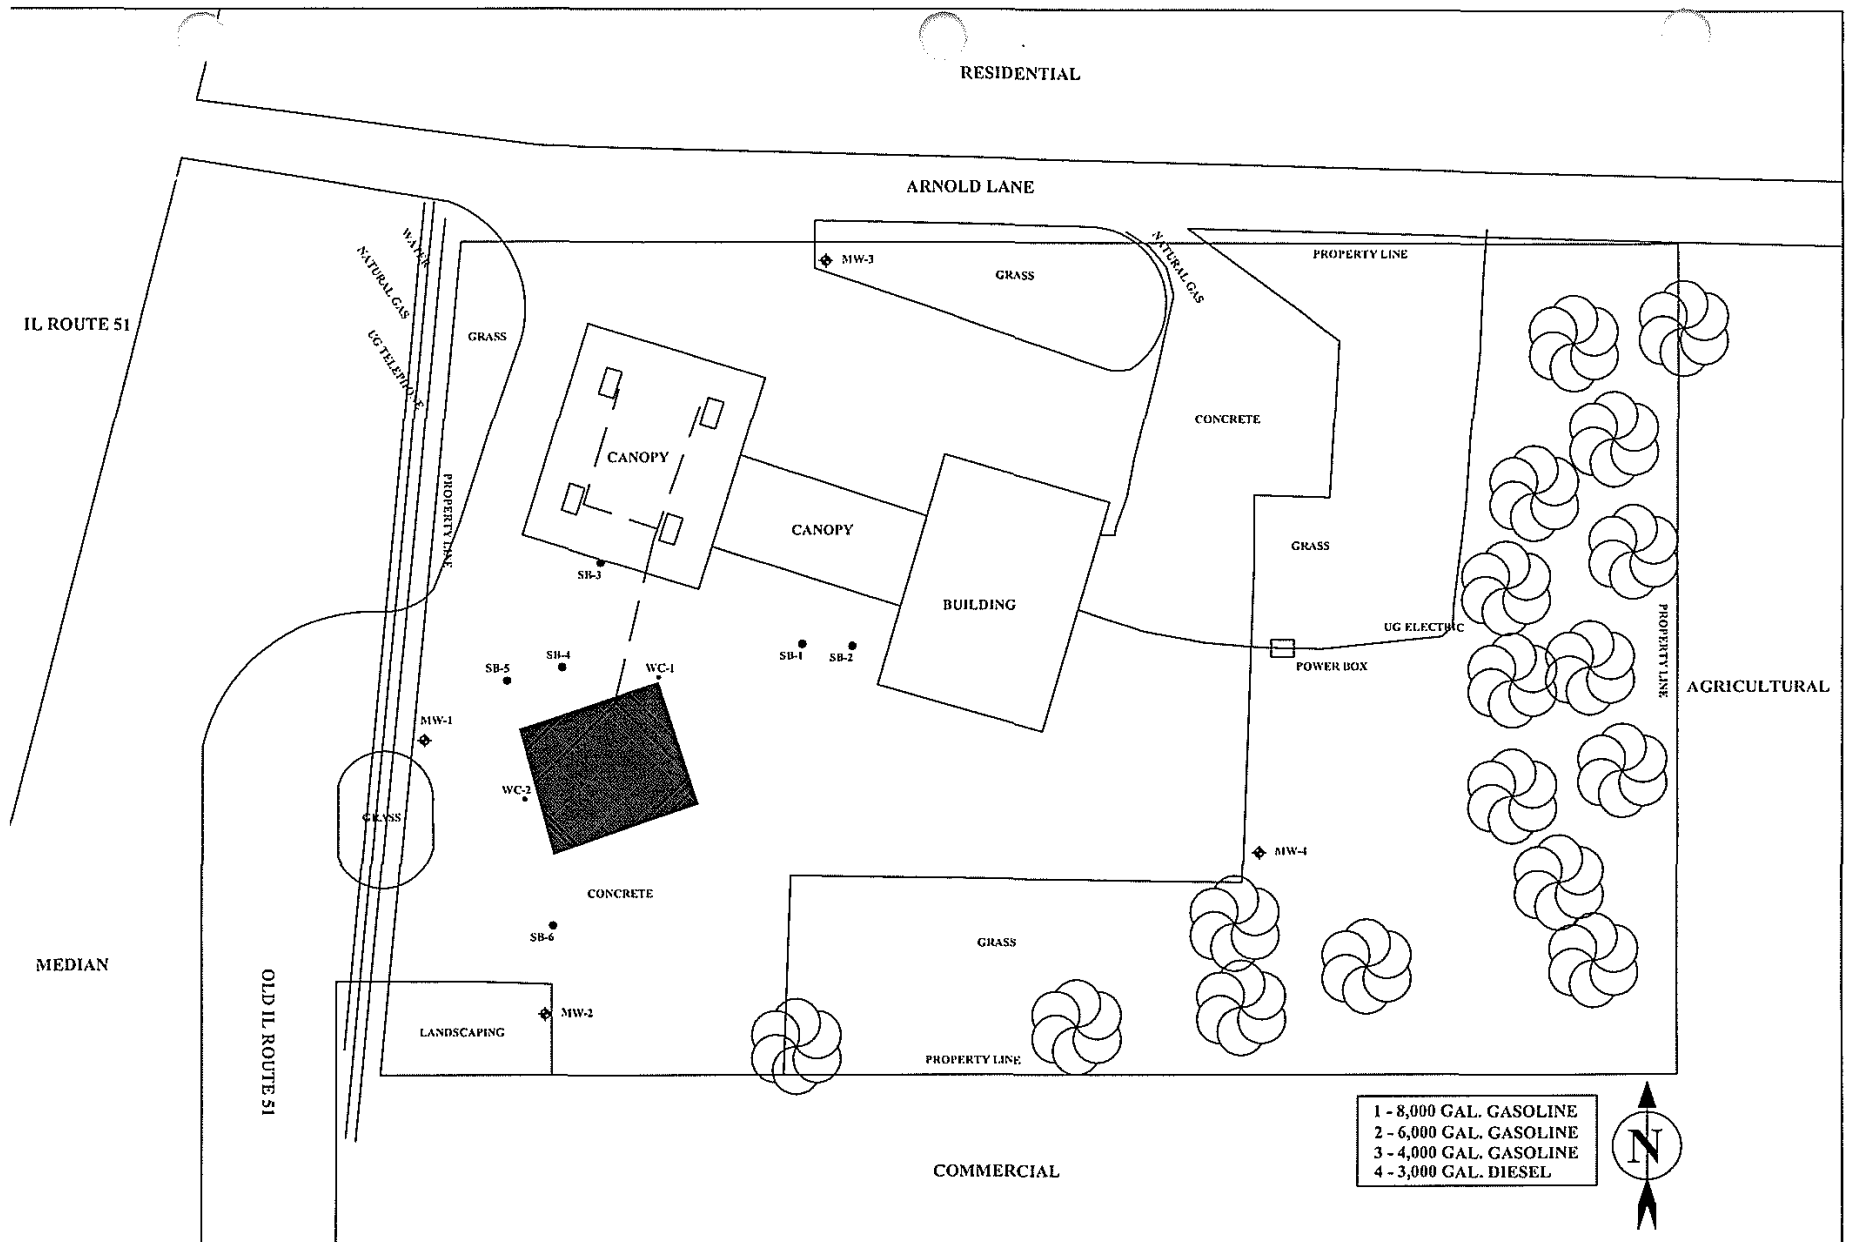 RESIDENTIAL
ARNOLD LANE
WATER
NATURAL GAS
UG TELEPHONE
IL ROUTE 51
GRASS
MW-3
GRASS
NATURAL GAS
PROPERTY LINE
CONCRETE
CANOPY
PROPERTY LINE
CANOPY
GRASS
SB-3
BUILDING
UG ELECTRIC
SB-1
SB-2
SB-4
SB-5
WC-1
POWER BOX
PROPERTY LINE
AGRICULTURAL
MW-1
WC-2
GRASS
MW-4
CONCRETE
SB-6
GRASS
MEDIAN
OLD IL ROUTE 51
MW-2
LANDSCAPING
PROPERTY LINE
1 - 8,000 GAL. GASOLINE
2 - 6,000 GAL. GASOLINE
3 - 4,000 GAL. GASOLINE
4 - 3,000 GAL. DIESEL
N
COMMERCIAL